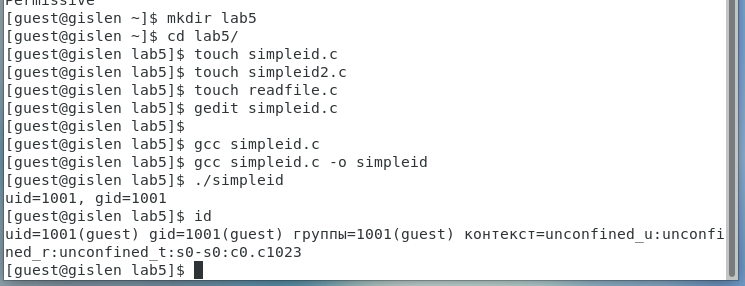 Permissive
[guest@gislen ~]$ mkdir lab5
[guest@gislen ~]$ cd lab5/
[guest@gislen lab5]$ touch simpleid.c
[guest@gislen lab5]$ touch simpleid2.c
[guest@gislen lab5]$ touch readfile.c
[guest@gislen lab5]$ gedit simpleid.c
[guest@gislen lab5]$
[guest@gislen lab5]$ gcc simpleid.c
[guest@gislen lab5]$ gcc simpleid.c -o simpleid
[guest@gislen lab5]$ ./simpleid
uid=1001, gid=1001
[guest@gislen lab5]$ id
uid=1001(guest) gid=1001(guest) группы=1001(guest) контекст=unconfined_u:unconfi
ned_r:unconfined_t:s0-s0:c0.c1023
[guest@gislen lab5]$